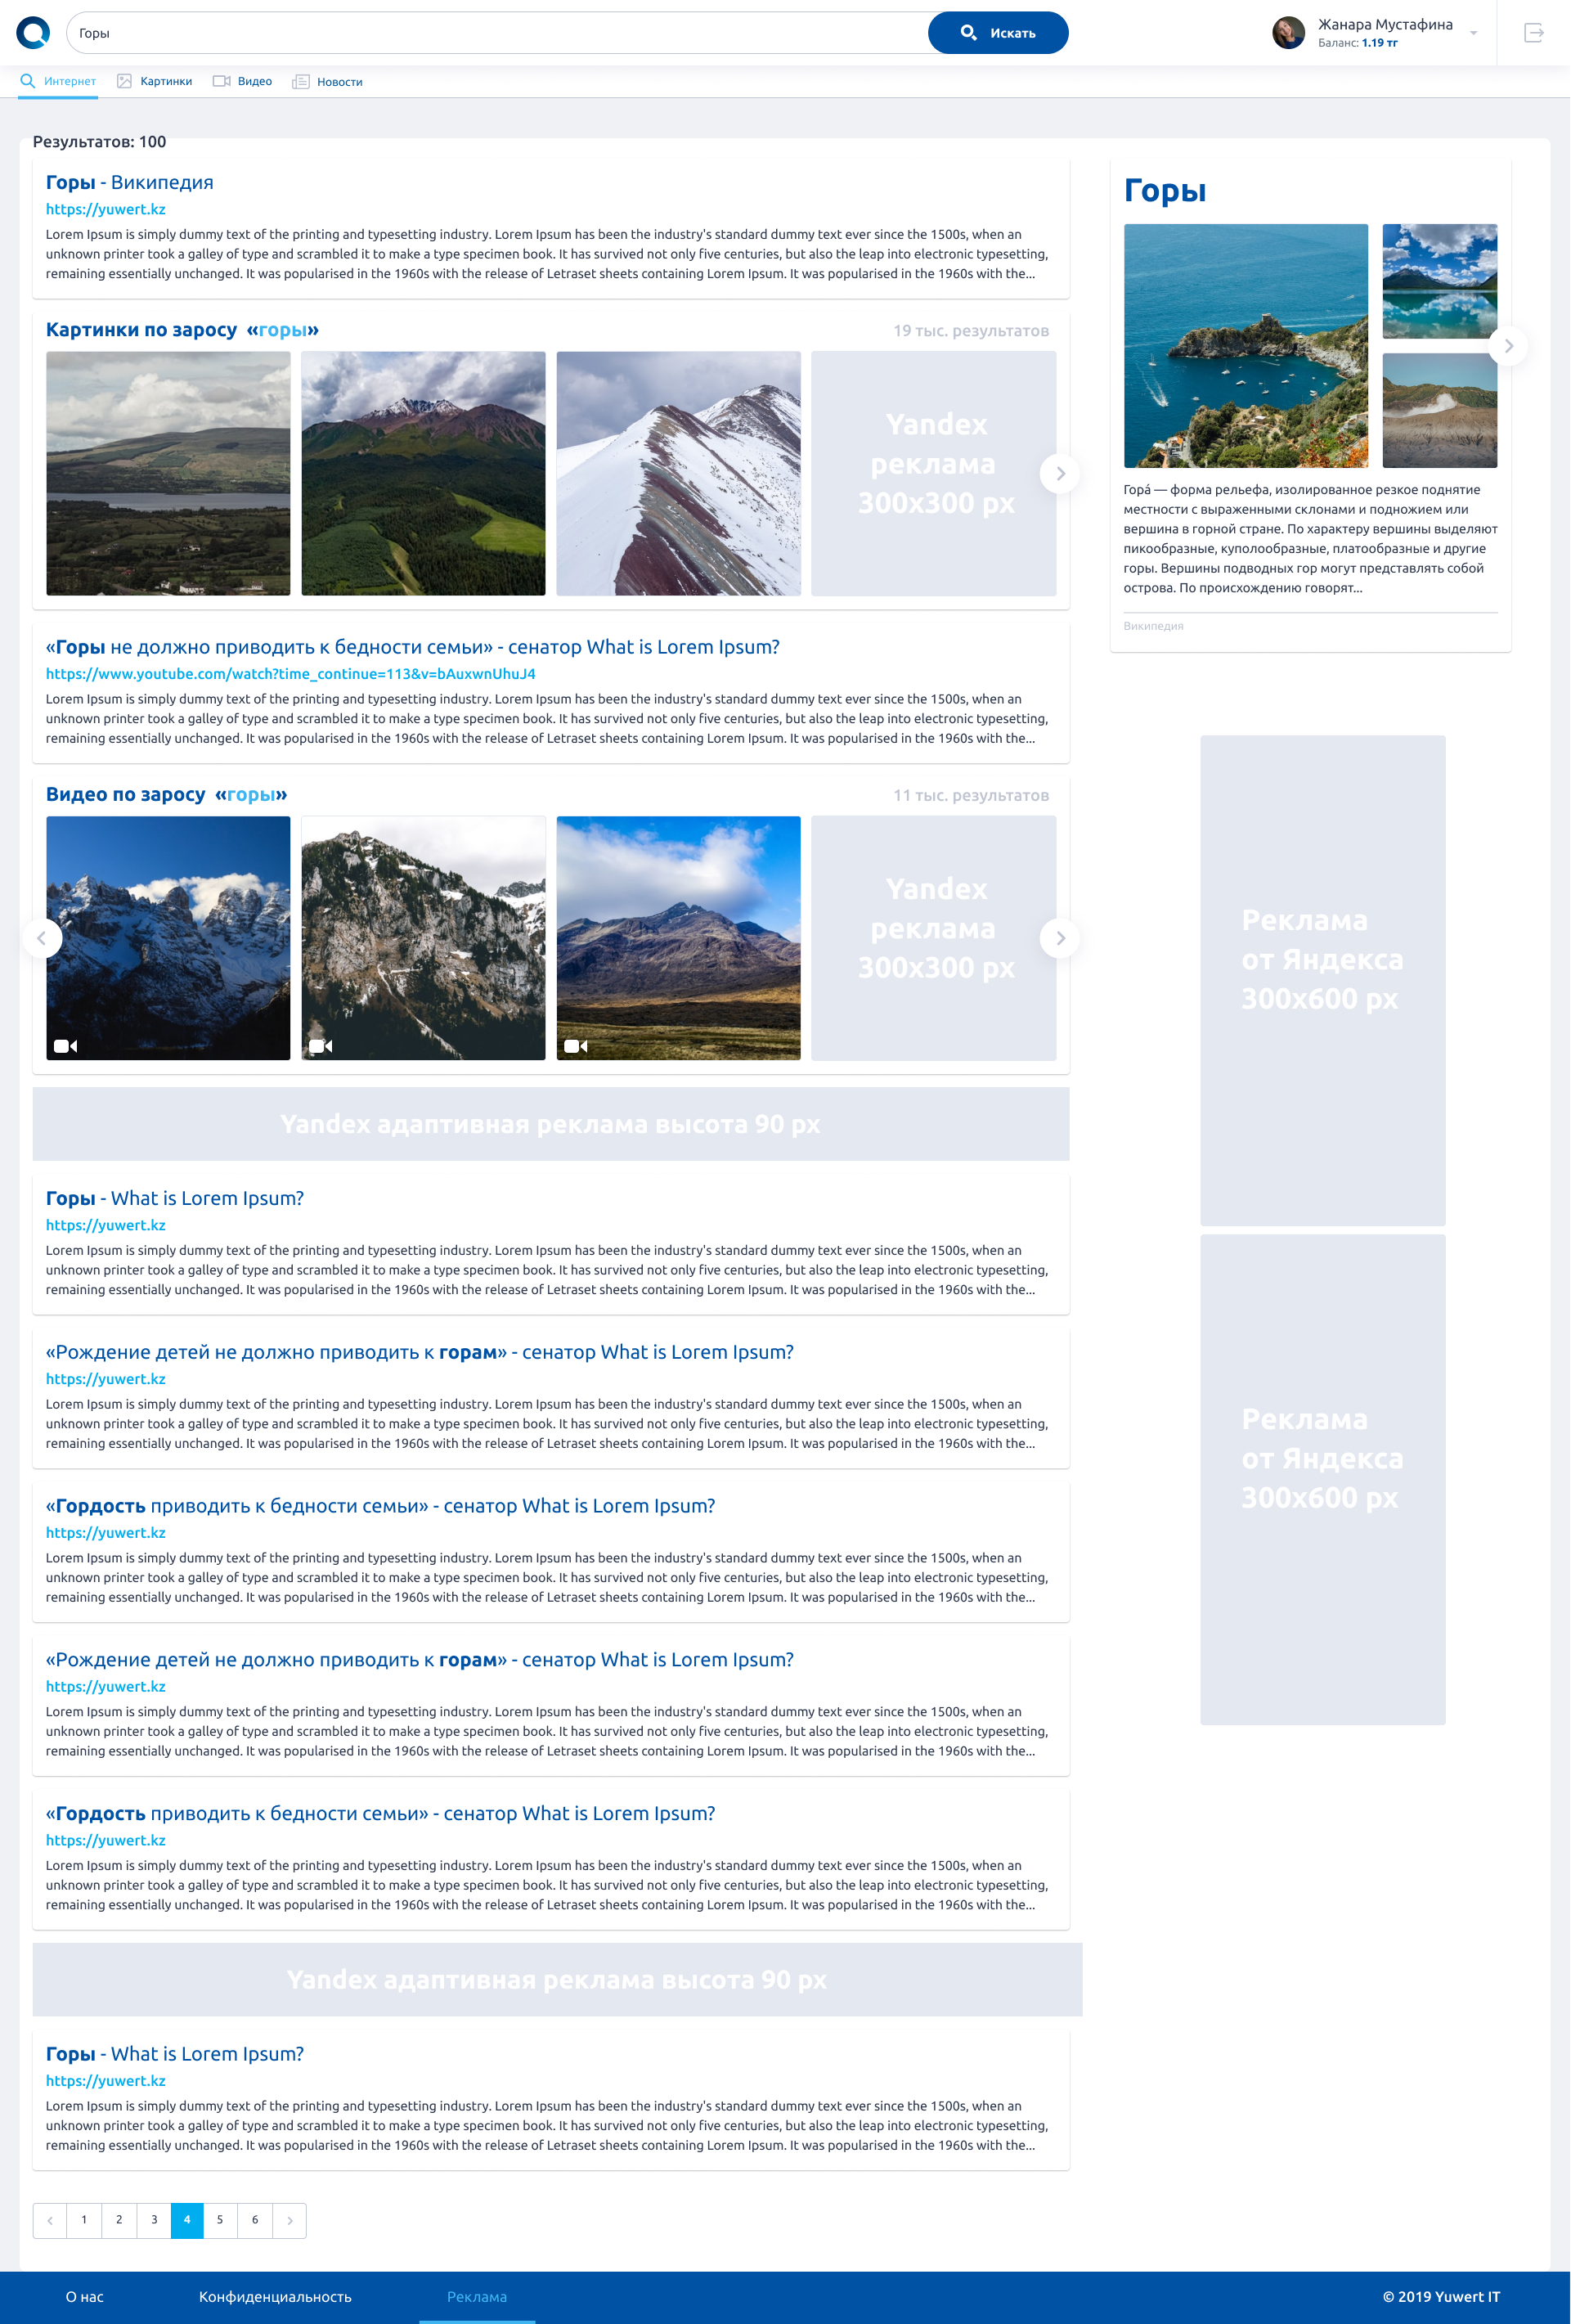 Горы
Искать
Жанара Мустафина
Баланс: 1.19 тг
Интернет
Картинки
Видео
Новости
Результатов: 100
Горы - Википедия
https://yuwert.kz
Lorem Ipsum is simply dummy text of the printing and typesetting industry. Lorem Ipsum has been the industry's standard dummy text ever since the 1500s, when an
unknown printer took a galley of type and scrambled it to make a type specimen book. It has survived not only five centuries, but also the leap into electronic typesetting,
remaining essentially unchanged. It was popularised in the 1960s with the release of Letraset sheets containing Lorem Ipsum. It was popularised in the 1960s with the...
Картинки по заросу «горы»
19 тыс. результатов
Yandex
реклама
300x300 px
«Горы не должно приводить к бедности семьи» - сенатор What is Lorem Ipsum?
https://www.youtube.com/watch?time_continue=113&v=bAuxwnUhuJ4
Lorem Ipsum is simply dummy text of the printing and typesetting industry. Lorem Ipsum has been the industry's standard dummy text ever since the 1500s, when an
unknown printer took a galley of type and scrambled it to make a type specimen book. It has survived not only five centuries, but also the leap into electronic typesetting,
remaining essentially unchanged. It was popularised in the 1960s with the release of Letraset sheets containing Lorem Ipsum. It was popularised in the 1960s with the...
Видео по заросу «горы»
11 тыс. результатов
Yandex
реклама
300x300 px
Yandex адаптивная реклама высота 90 px
Горы - What is Lorem Ipsum?
https://yuwert.kz
Lorem Ipsum is simply dummy text of the printing and typesetting industry. Lorem Ipsum has been the industry's standard dummy text ever since the 1500s, when an
unknown printer took a galley of type and scrambled it to make a type specimen book. It has survived not only five centuries, but also the leap into electronic typesetting,
remaining essentially unchanged. It was popularised in the 1960s with the release of Letraset sheets containing Lorem Ipsum. It was popularised in the 1960s with the...
«Рождение детей не должно приводить к горам» - сенатор What is Lorem Ipsum?
https://yuwert.kz
Lorem Ipsum is simply dummy text of the printing and typesetting industry. Lorem Ipsum has been the industry's standard dummy text ever since the 1500s, when an
unknown printer took a galley of type and scrambled it to make a type specimen book. It has survived not only five centuries, but also the leap into electronic typesetting,
remaining essentially unchanged. It was popularised in the 1960s with the release of Letraset sheets containing Lorem Ipsum. It was popularised in the 1960s with the...
«Гордость приводить к бедности семьи» - сенатор What is Lorem Ipsum?
https://yuwert.kz
Lorem Ipsum is simply dummy text of the printing and typesetting industry. Lorem Ipsum has been the industry's standard dummy text ever since the 1500s, when an
unknown printer took a galley of type and scrambled it to make a type specimen book. It has survived not only five centuries, but also the leap into electronic typesetting,
remaining essentially unchanged. It was popularised in the 1960s with the release of Letraset sheets containing Lorem Ipsum. It was popularised in the 1960s with the...
«Рождение детей не должно приводить к горам» - сенатор What is Lorem Ipsum?
https://yuwert.kz
Lorem Ipsum is simply dummy text of the printing and typesetting industry. Lorem Ipsum has been the industry's standard dummy text ever since the 1500s, when an
unknown printer took a galley of type and scrambled it to make a type specimen book. It has survived not only five centuries, but also the leap into electronic typesetting,
remaining essentially unchanged. It was popularised in the 1960s with the release of Letraset sheets containing Lorem Ipsum. It was popularised in the 1960s with the...
«Гордость приводить к бедности семьи» - сенатор What is Lorem Ipsum?
https://yuwert.kz
Lorem Ipsum is simply dummy text of the printing and typesetting industry. Lorem Ipsum has been the industry's standard dummy text ever since the 1500s, when an
unknown printer took a galley of type and scrambled it to make a type specimen book. It has survived not only five centuries, but also the leap into electronic typesetting,
remaining essentially unchanged. It was popularised in the 1960s with the release of Letraset sheets containing Lorem Ipsum. It was popularised in the 1960s with the...
Yandex адаптивная реклама высота 90 px
Горы - What is Lorem Ipsum?
https://yuwert.kz
Lorem Ipsum is simply dummy text of the printing and typesetting industry. Lorem Ipsum has been the industry's standard dummy text ever since the 1500s, when an
unknown printer took a galley of type and scrambled it to make a type specimen book. It has survived not only five centuries, but also the leap into electronic typesetting,
remaining essentially unchanged. It was popularised in the 1960s with the release of Letraset sheets containing Lorem Ipsum. It was popularised in the 1960s with the...
1 2 3 4 5 6
Горы
Гора́ — форма рельефа, изолированное резкое поднятие
местности с выраженными склонами и подножием или
вершина в горной стране. По характеру вершины выделяют
пикообразные, куполообразные, платообразные и другие
горы. Вершины подводных гор могут представлять собой
острова. По происхождению говорят...
Википедия
Реклама
от Яндекса
300x600 px
Реклама
от Яндекса
300x600 px
О нас
Конфиденциальность
Реклама
© 2019 Yuwert IT